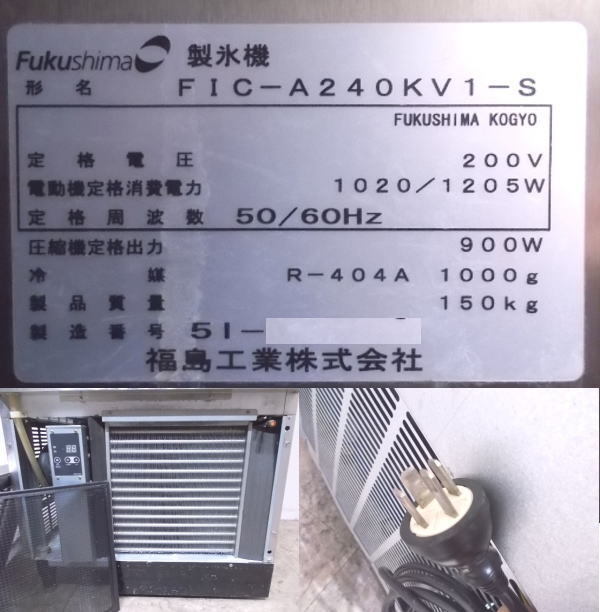 Fukushima 製氷機
形名 FIC-A240KV1-S
FUKUSHIMA KOGYO
定格電圧 200V
電動機定格消費電力 1020/1205W
定格周波数 50/60Hz
圧縮機定格出力 900W
冷媒 R-404A 1000g
製品質量 150kg
製造番号 51-
福島工業株式会社